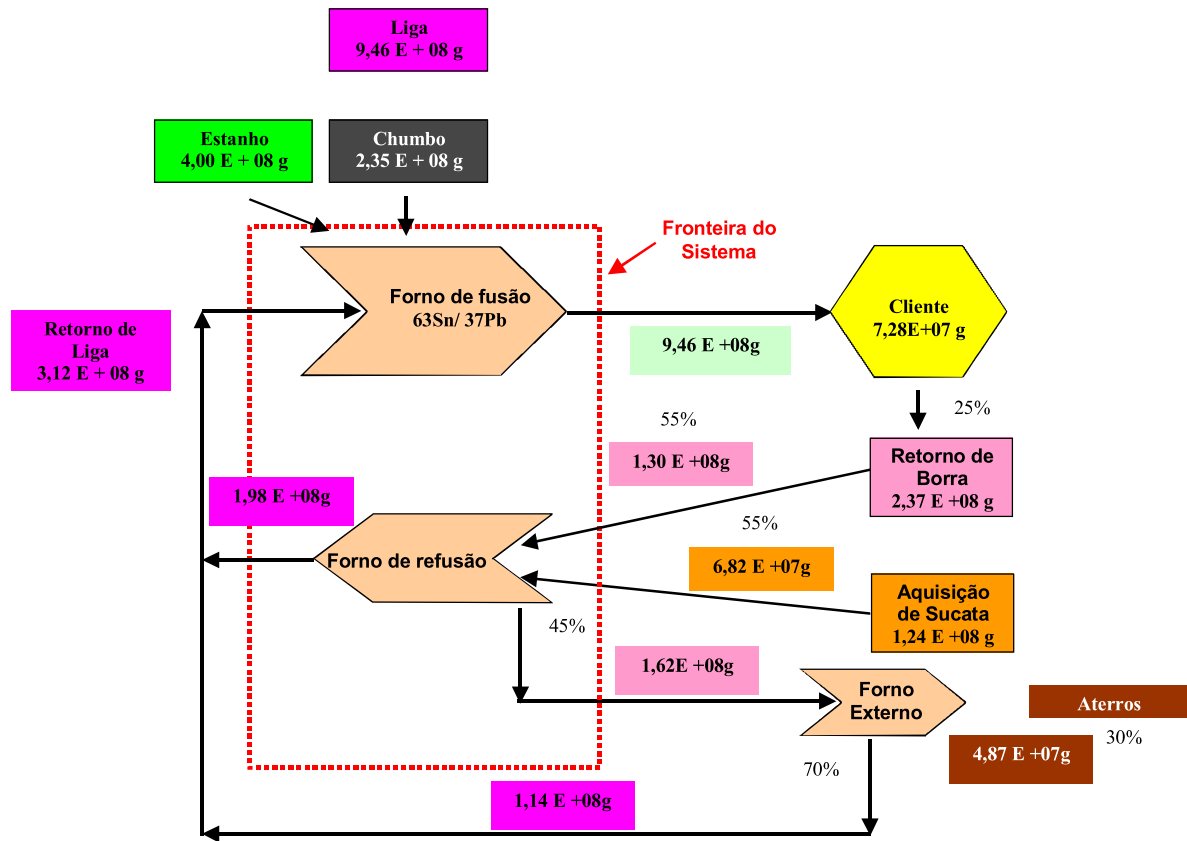 Liga
9,46 E + 08 g
Estanho
4,00 E + 08 g
Chumbo
2,35 E + 08 g
Fronteira do
Sistema
Forno de fusão
63Sn/ 37Pb
Cliente
7,28E+07 g
Retorno de
Liga
3,12 E + 08 g
9,46 E +08g
25%
55%
1,30 E +08g
Retorno de
Borra
2,37 E +08 g
1,98 E +08g
55%
Forno de refusão
6,82 E +07g
Aquisição
de Sucata
1,24 E +08 g
45%
1,62E +08g
Forno
Externo
Aterros
30%
4,87 E +07g
70%
1,14 E +08g